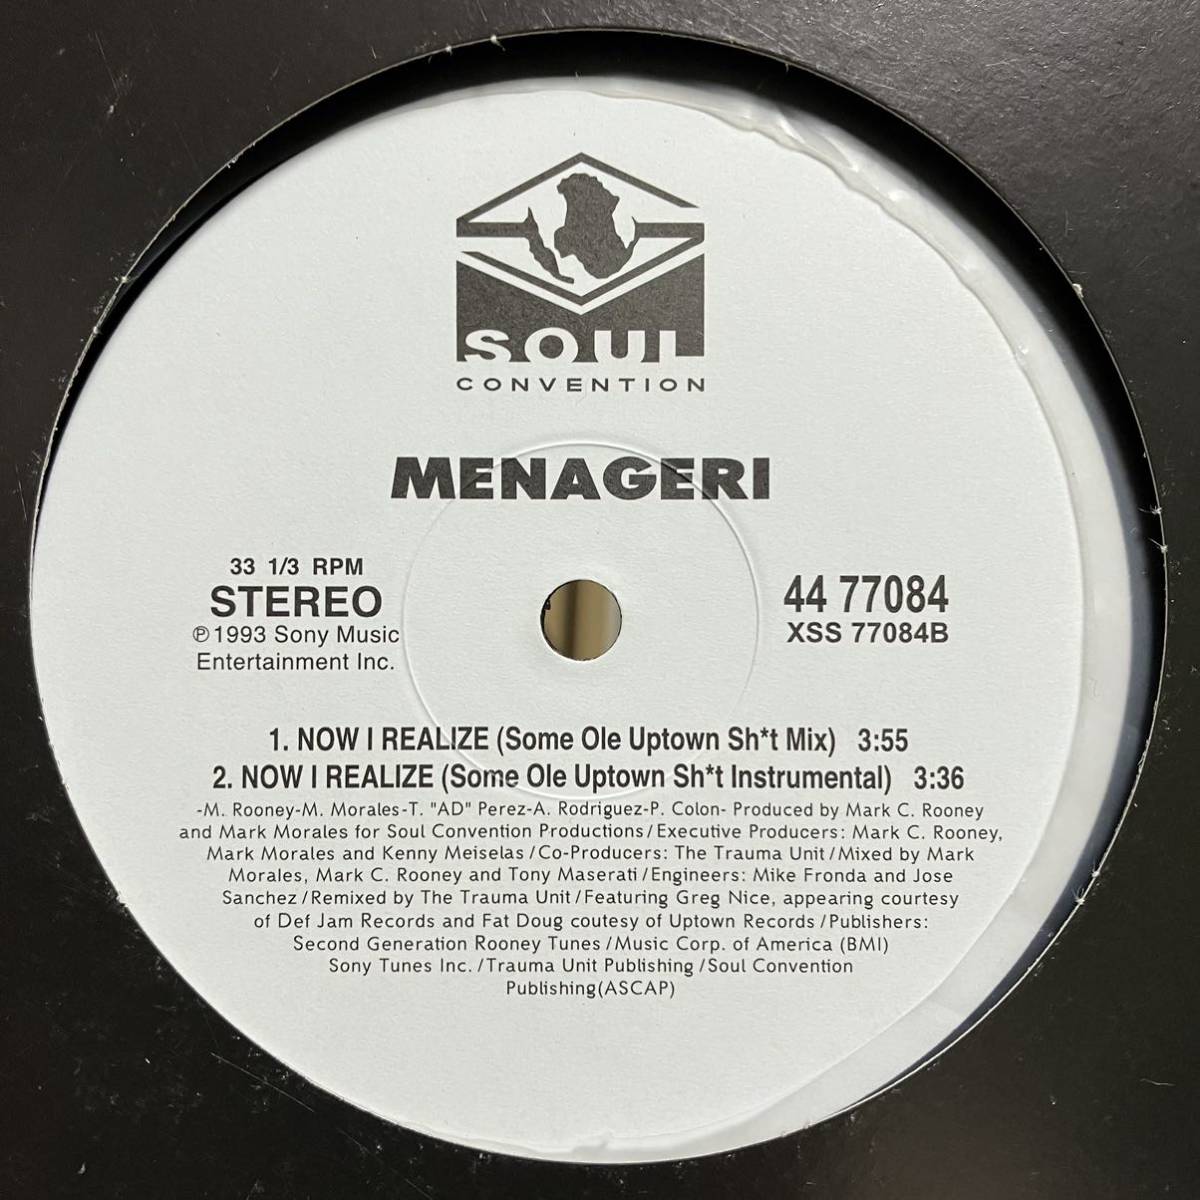 SOUL
CONVENTION
MENAGERI
33 1/3 RPM
STEREO
℗1993 Sony Music
Entertainment Inc.
44 77084
XSS 77084B
1. NOW I REALIZE (Some Ole Uptown Sh*t Mix) 3:55
2. NOW I REALIZE (Some Ole Uptown Sh*t Instrumental) 3:36
-M. Rooney-M. Morales-T. "AD" Perez-A. Rodriguez-P. Colon- Produced by Mark C. Rooney
and Mark Morales for Soul Convention Productions/Executive Producers: Mark C. Rooney,
Mark Morales and Kenny Meiselas/Co-Producers: The Trauma Unit/Mixed by Mark
Morales, Mark C. Rooney and Tony Maserati/Engineers: Mike Fronda and Jose
Sanchez/Remixed by The Trauma Unit/Featuring Greg Nice, appearing courtesy
of Def Jam Records and Fat Doug coutesy of Uptown Records/Publishers:
Second Generation Rooney Tunes/Music Corp. of America (BMI)
Sony Tunes Inc./Trauma Unit Publishing/Soul Convention
Publishing(ASCAP)